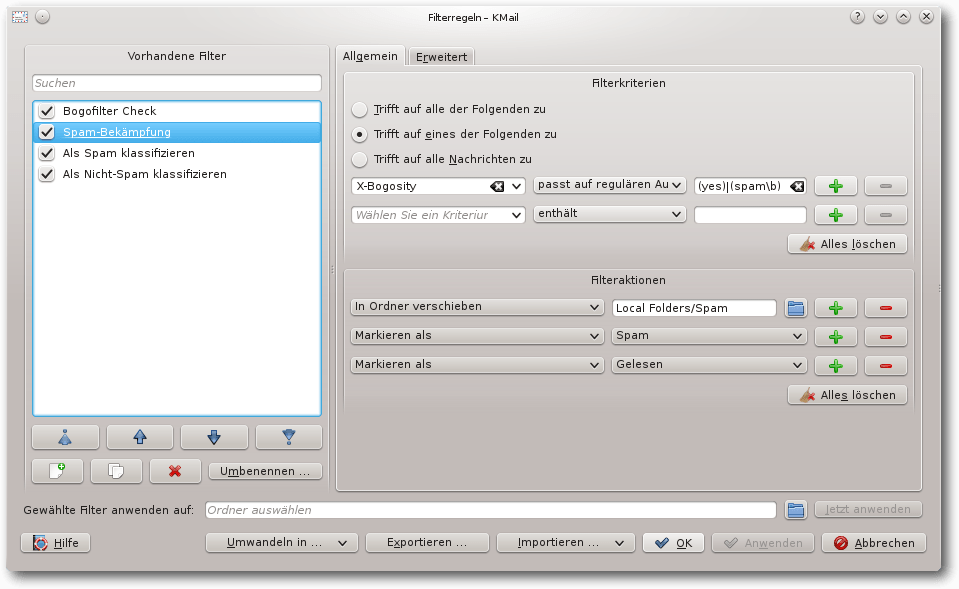 Filterregeln – KMail
Vorhandene Filter
Suchen
Bogofilter Check
Spam-Bekämpfung
Als Spam klassifizieren
Als Nicht-Spam klassifizieren
Umbenennen ...
Allgemein
Erweitert
Filterkriterien
Trifft auf alle der Folgenden zu
Trifft auf eines der Folgenden zu
Trifft auf alle Nachrichten zu
X-Bogosity
passt auf regulären Au
(yes)|(spam\b)
Wählen Sie ein Kriteriur
enthält
Alles löschen
Filteraktionen
In Ordner verschieben
Local Folders/Spam
Markieren als
Spam
Markieren als
Gelesen
Alles löschen
Gewählte Filter anwenden auf:
Ordner auswählen
Jetzt anwenden
Hilfe
Umwandeln in ...
Exportieren ...
Importieren ...
OK
Anwenden
Abbrechen